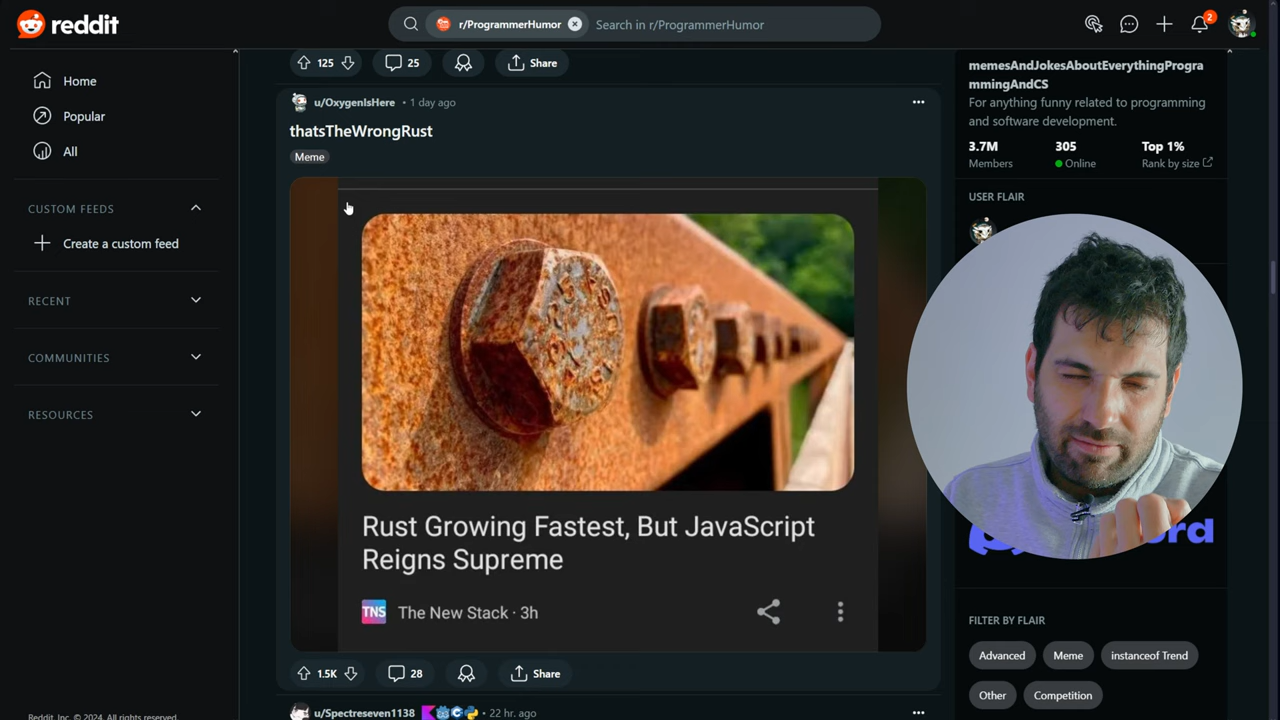 reddit
r/ProgrammerHumor
Search in r/ProgrammerHumor
2
Home
Popular
All
CUSTOM FEEDS
Create a custom feed
RECENT
COMMUNITIES
RESOURCES
Reddit, Inc. © 2024. All rights reserved.
125
25
Share
u/OxygenIsHere • 1 day ago
thatsTheWrongRust
Meme
Rust Growing Fastest, But JavaScript
Reigns Supreme
TNS
The New Stack · 3h
1.5K
28
Share
u/Spectreseven1138
• 22 hr. ago
memesAndJokesAboutEverythingProgra
mmingAndCS
For anything funny related to programming
and software development.
3.7M
305
Top 1%
Members
Online
Rank by size
USER FLAIR
FILTER BY FLAIR
Advanced
Meme
instanceof Trend
Other
Competition